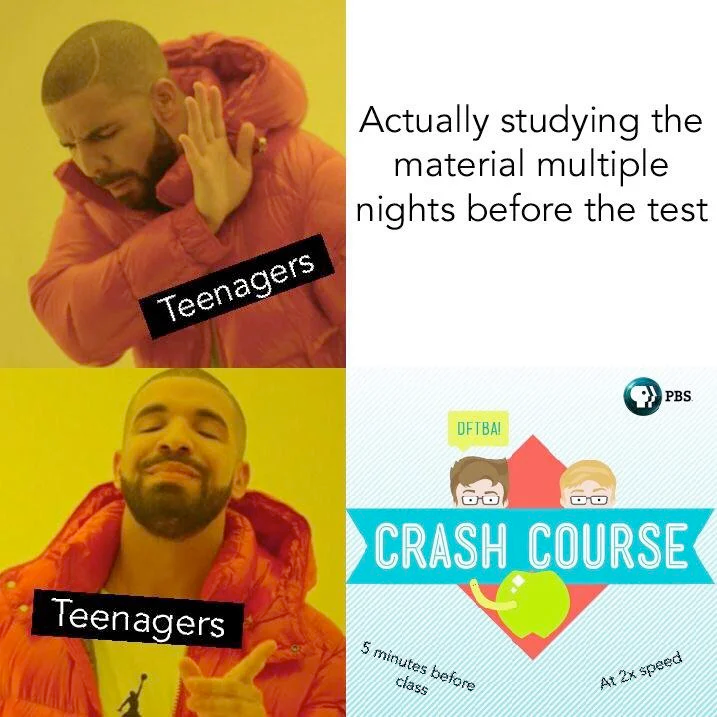 Teenagers
Actually studying the
material multiple
nights before the test
Teenagers
PBS
DFTBA!
CRASH COURSE
5 minutes before
class
At 2x speed